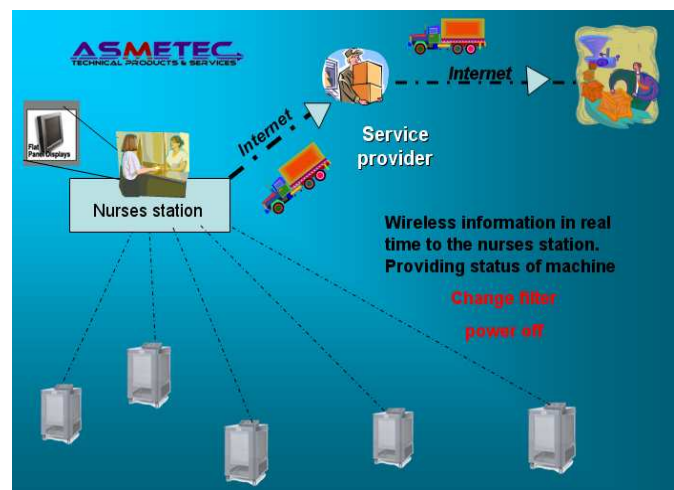 ASMETEC
TECHNICAL PRODUCTS & SERVICES
Internet
Internet
Service
provider
Flat
Panel Displays
Nurses station
Wireless information in real
time to the nurses station.
Providing status of machine
Change filter
power off